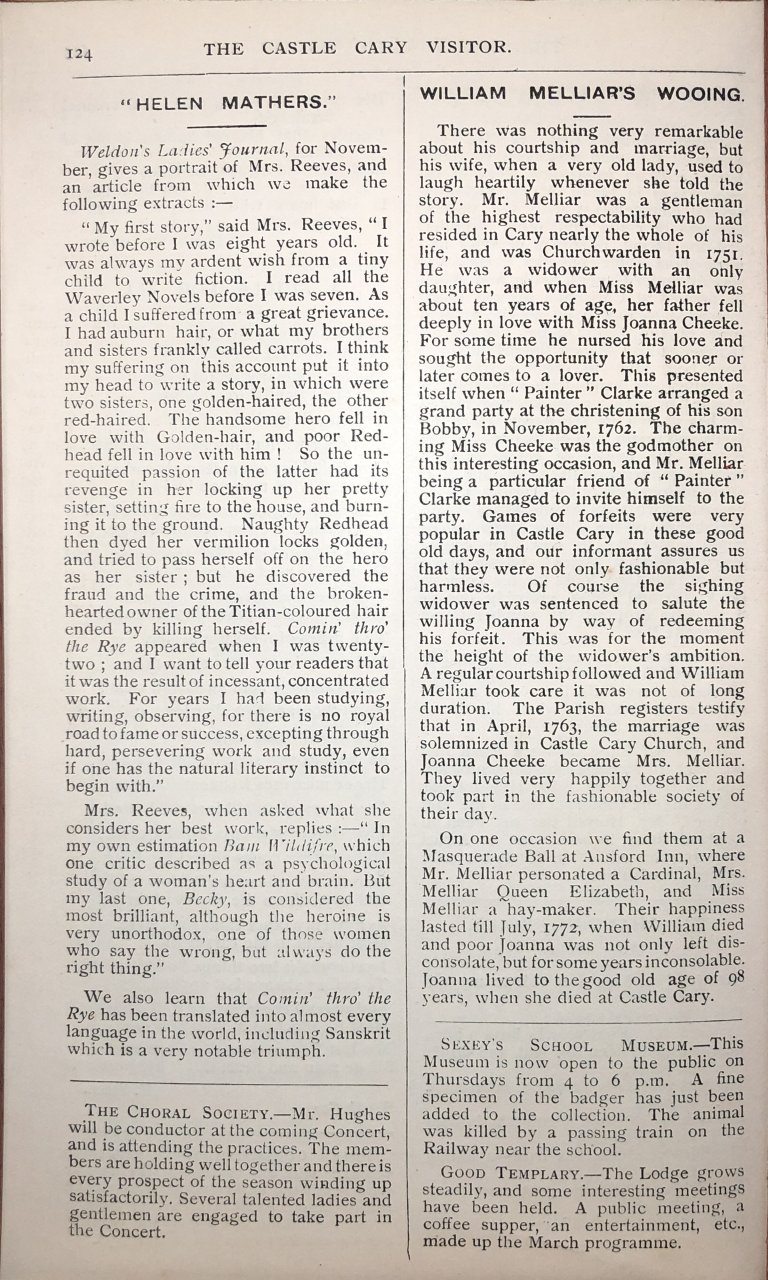 124
THE CASTLE CARY VISITOR.
"HELEN MATHERS."
Weldon's Ladies' Journal, for Novem-
ber, gives a portrait of Mrs. Reeves, and
an article from which we make the
following extracts :—
"My first story," said Mrs. Reeves, "I
wrote before I was eight years old. It
was always my ardent wish from a tiny
child to write fiction. I read all the
Waverley Novels before I was seven. As
a child I suffered from a great grievance.
I had auburn hair, or what my brothers
and sisters frankly called carrots. I think
my suffering on this account put it into
my head to write a story, in which were
two sisters, one golden-haired, the other
red-haired. The handsome hero fell in
love with Golden-hair, and poor Red-
head fell in love with him ! So the un-
requited passion of the latter had its
revenge in her locking up her pretty
sister, setting fire to the house, and burn-
ing it to the ground. Naughty Redhead
then dyed her vermilion locks golden,
and tried to pass herself off on the hero
as her sister ; but he discovered the
fraud and the crime, and the broken-
hearted owner of the Titian-coloured hair
ended by killing herself. Comin' thro'
the Rye appeared when I was twenty-
two ; and I want to tell your readers that
it was the result of incessant, concentrated
work. For years I had been studying,
writing, observing, for there is no royal
road to fame or success, excepting through
hard, persevering work and study, even
if one has the natural literary instinct to
begin with."
Mrs. Reeves, when asked what she
considers her best work, replies :—"In
my own estimation Bam Wildfire, which
one critic described as a psychological
study of a woman's heart and brain. But
my last one, Becky, is considered the
most brilliant, although the heroine is
very unorthodox, one of those women
who say the wrong, but always do the
right thing."
We also learn that Comin' thro' the
Rye has been translated into almost every
language in the world, including Sanskrit
which is a very notable triumph.
THE CHORAL SOCIETY.—Mr. Hughes
will be conductor at the coming Concert,
and is attending the practices. The mem-
bers are holding well together and there is
every prospect of the season winding up
satisfactorily. Several talented ladies and
gentlemen are engaged to take part in
the Concert.
WILLIAM MELLIAR'S WOOING.
There was nothing very remarkable
about his courtship and marriage, but
his wife, when a very old lady, used to
laugh heartily whenever she told the
story. Mr. Melliar was a gentleman
of the highest respectability who had
resided in Cary nearly the whole of his
life, and was Churchwarden in 1751.
He was a widower with an only
daughter, and when Miss Melliar was
about ten years of age, her father fell
deeply in love with Miss Joanna Cheeke.
For some time he nursed his love and
sought the opportunity that sooner or
later comes to a lover. This presented
itself when "Painter" Clarke arranged a
grand party at the christening of his son
Bobby, in November, 1762. The charm-
ing Miss Cheeke was the godmother on
this interesting occasion, and Mr. Melliar
being a particular friend of "Painter"
Clarke managed to invite himself to the
party. Games of forfeits were very
popular in Castle Cary in these good
old days, and our informant assures us
that they were not only fashionable but
harmless. Of course the sighing
widower was sentenced to salute the
willing Joanna by way of redeeming
his forfeit. This was for the moment
the height of the widower's ambition.
A regular courtship followed and William
Melliar took care it was not of long
duration. The Parish registers testify
that in April, 1763, the marriage was
solemnized in Castle Cary Church, and
Joanna Cheeke became Mrs. Melliar.
They lived very happily together and
took part in the fashionable society of
their day.
On one occasion we find them at a
Masquerade Ball at Ansford Inn, where
Mr. Melliar personated a Cardinal, Mrs.
Melliar Queen Elizabeth, and Miss
Melliar a hay-maker. Their happiness
lasted till July, 1772, when William died
and poor Joanna was not only left dis-
consolate, but for some years inconsolable.
Joanna lived to the good old age of 98
years, when she died at Castle Cary.
SEXEY'S SCHOOL MUSEUM.—This
Museum is now open to the public on
Thursdays from 4 to 6 p.m. A fine
specimen of the badger has just been
added to the collection. The animal
was killed by a passing train on the
Railway near the school.
GOOD TEMPLARY.—The Lodge grows
steadily, and some interesting meetings
have been held. A public meeting, a
coffee supper, an entertainment, etc.,
made up the March programme.